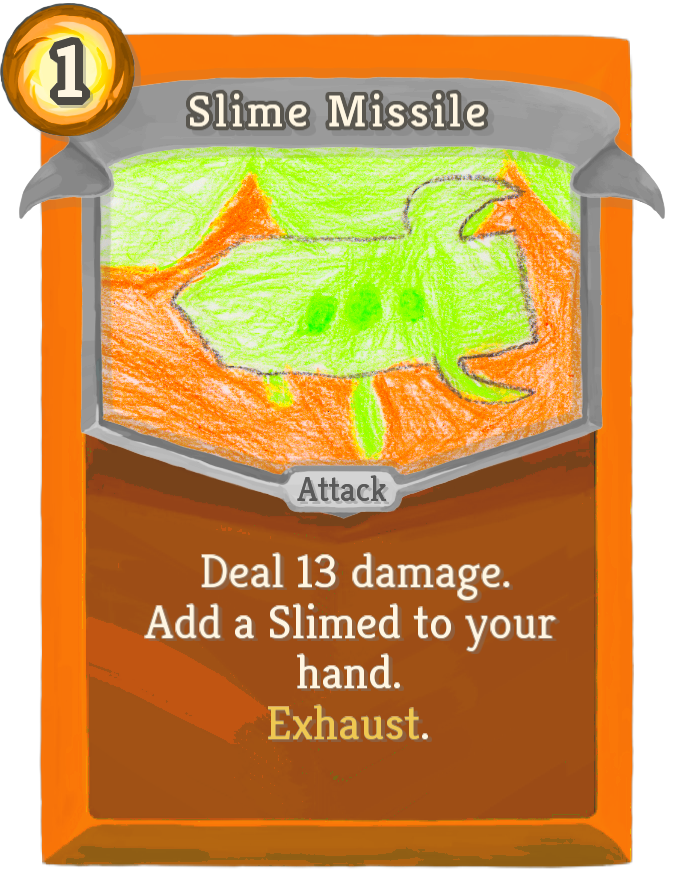 1
Slime Missile
Attack
Deal 13 damage.
Add a Slimed to your
hand.
Exhaust.